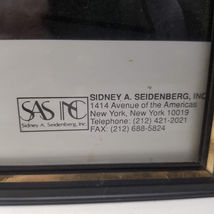 SAS INC
Sidney A. Seidenberg, Inc.
SIDNEY A. SEIDENBERG, INC
1414 Avenue of the Americas
New York, New York 10019
Telephone: (212) 421-2021
FAX: (212) 688-5824